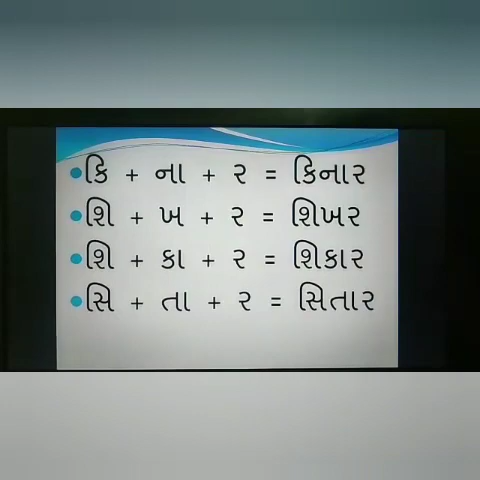 •કિ + ના + ર = કિનાર
•શિ + ખ + ર = શિખર
•શિ + કા + ર = શિકાર
•સિ + તા + ર = સિતાર